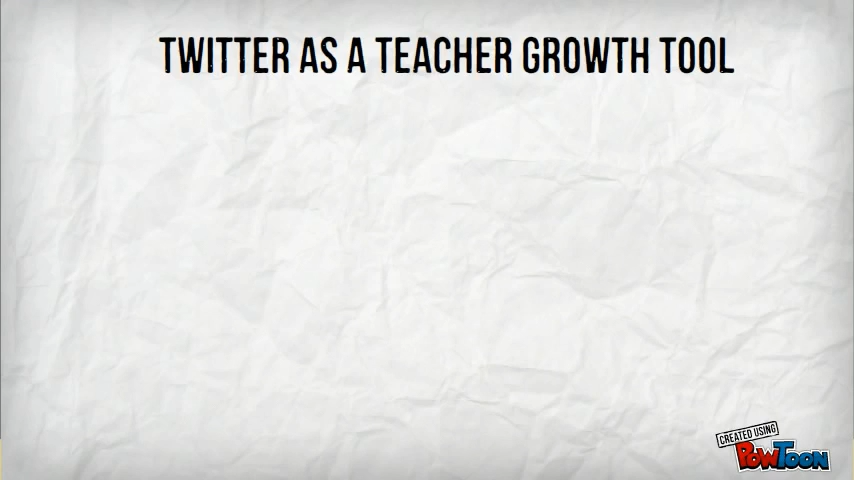 TWITTER AS A TEACHER GROWTH TOOL
CREATED USING
POWTOON